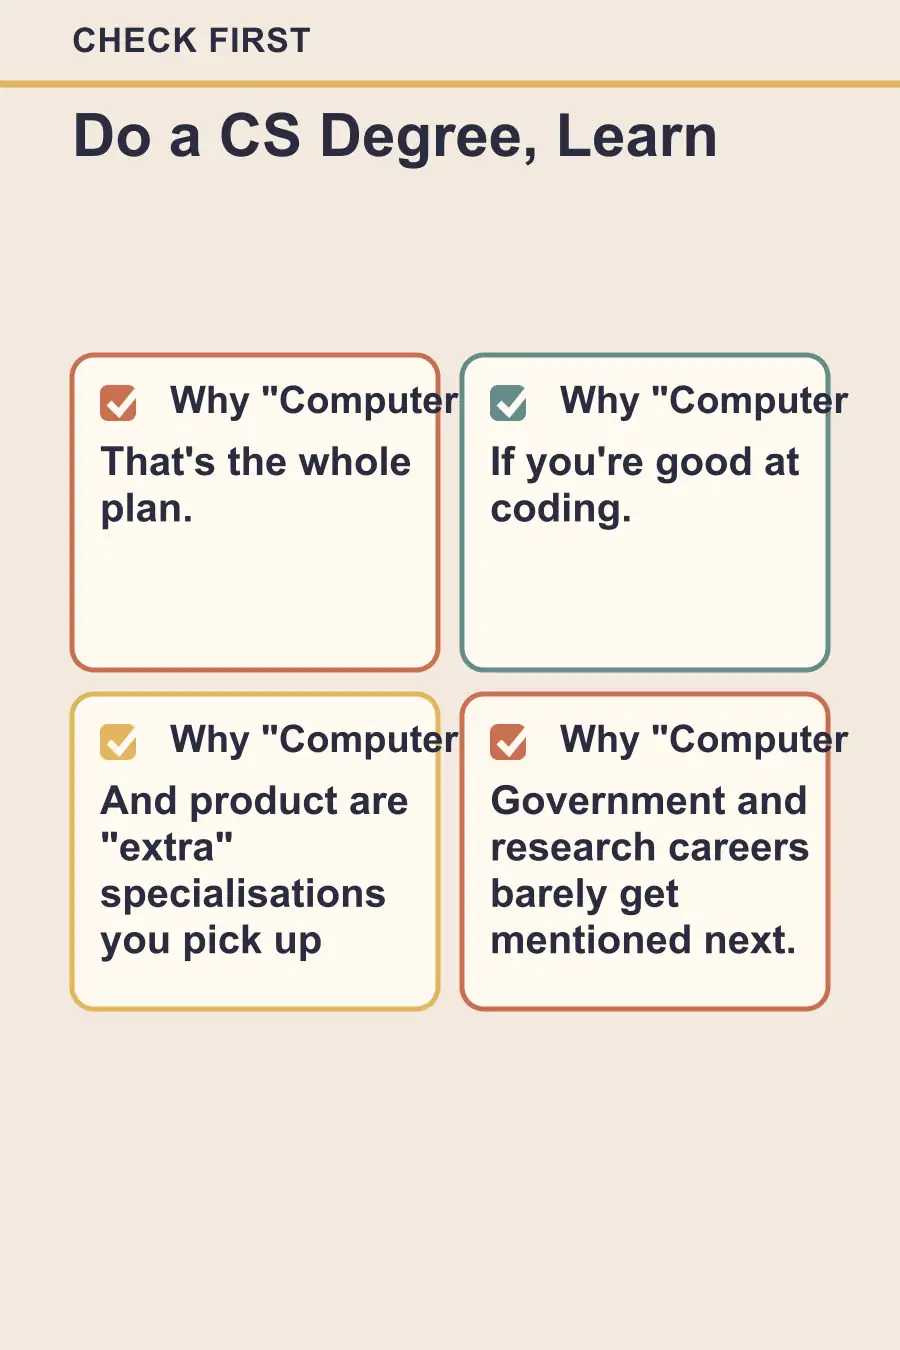 CHECK FIRST
Do a CS Degree, Learn
Why "Computer
That's the whole
plan.
Why "Computer
If you're good at
coding.
Why "Computer
And product are
"extra"
specialisations
you pick up
Why "Computer
Government and
research careers
barely get
mentioned next.